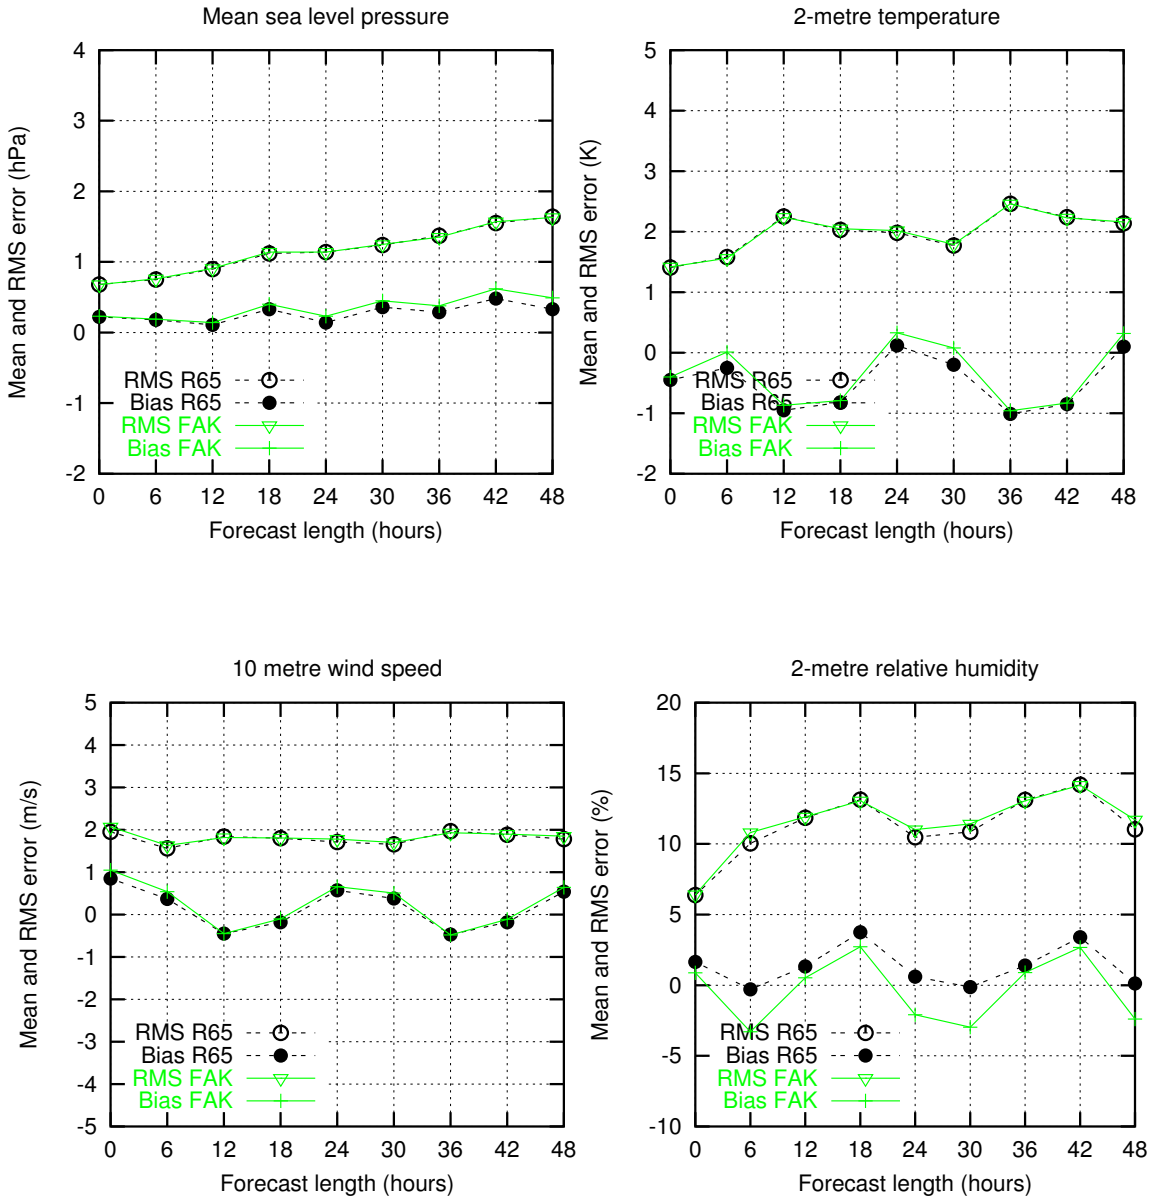 Mean sea level pressure
Mean and RMS error (hPa)
4
3
2
1
0
-1
-2
RMS R65
Bias R65
RMS FAK
Bias FAK
0 6 12 18 24 30 36 42 48
Forecast length (hours)
2-metre temperature
Mean and RMS error (K)
5
4
3
2
1
0
-1
-2
RMS R65
Bias R65
RMS FAK
Bias FAK
0 6 12 18 24 30 36 42 48
Forecast length (hours)
10 metre wind speed
Mean and RMS error (m/s)
5
4
3
2
1
0
-1
-2
-3
-4
-5
RMS R65
Bias R65
RMS FAK
Bias FAK
0 6 12 18 24 30 36 42 48
Forecast length (hours)
2-metre relative humidity
Mean and RMS error (%)
20
15
10
5
0
-5
-10
RMS R65
Bias R65
RMS FAK
Bias FAK
0 6 12 18 24 30 36 42 48
Forecast length (hours)